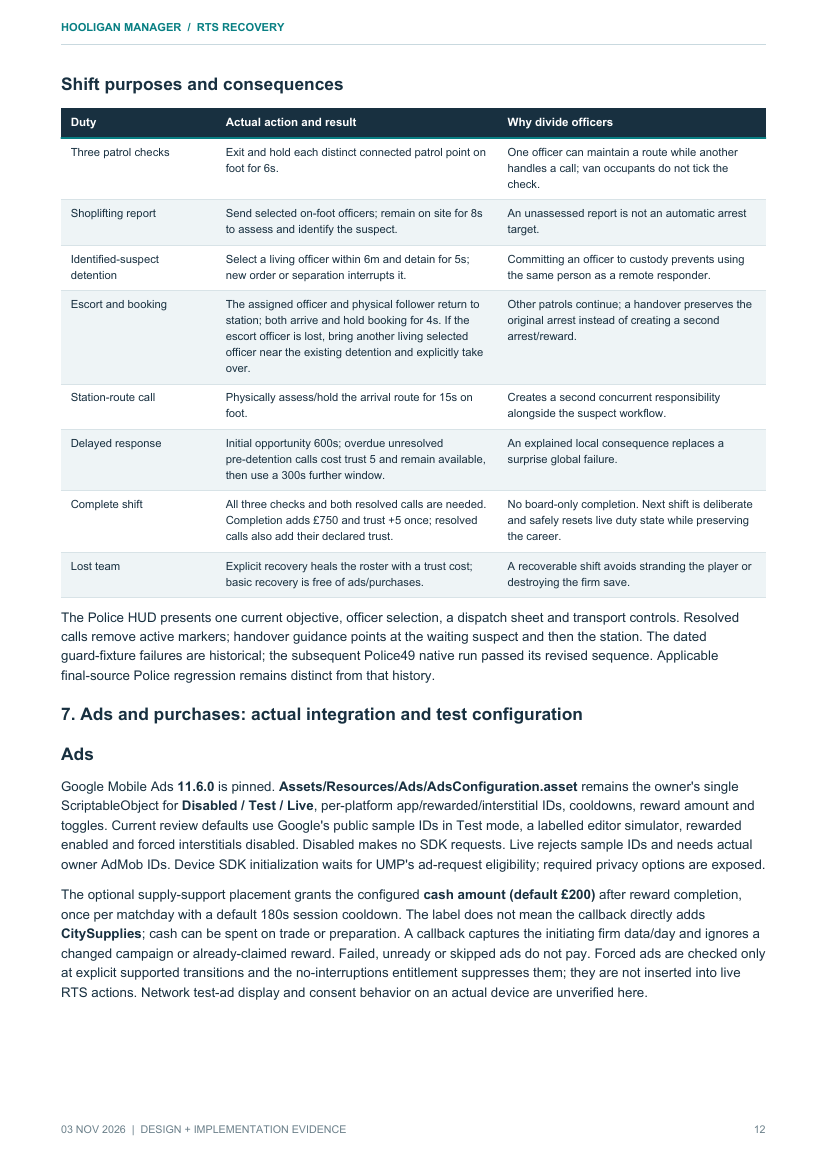 HOOLIGAN MANAGER / RTS RECOVERY
Shift purposes and consequences
Duty
Actual action and result
Why divide officers
Three patrol checks
Exit and hold each distinct connected patrol point on
foot for 6s.
One officer can maintain a route while another
handles a call; van occupants do not tick the
check.
Shoplifting report
Send selected on-foot officers; remain on site for 8s
to assess and identify the suspect.
An unassessed report is not an automatic arrest
target.
Identified-suspect
detention
Select a living officer within 6m and detain for 5s;
new order or separation interrupts it.
Committing an officer to custody prevents using
the same person as a remote responder.
Escort and booking
The assigned officer and physical follower return to
station; both arrive and hold booking for 4s. If the
escort officer is lost, bring another living selected
officer near the existing detention and explicitly take
over.
Other patrols continue; a handover preserves the
original arrest instead of creating a second
arrest/reward.
Station-route call
Physically assess/hold the arrival route for 15s on
foot.
Creates a second concurrent responsibility
alongside the suspect workflow.
Delayed response
Initial opportunity 600s; overdue unresolved
pre-detention calls cost trust 5 and remain available,
then use a 300s further window.
An explained local consequence replaces a
surprise global failure.
Complete shift
All three checks and both resolved calls are needed.
Completion adds £750 and trust +5 once; resolved
calls also add their declared trust.
No board-only completion. Next shift is deliberate
and safely resets live duty state while preserving
the career.
Lost team
Explicit recovery heals the roster with a trust cost;
basic recovery is free of ads/purchases.
A recoverable shift avoids stranding the player or
destroying the firm save.
The Police HUD presents one current objective, officer selection, a dispatch sheet and transport controls. Resolved
calls remove active markers; handover guidance points at the waiting suspect and then the station. The dated
guard-fixture failures are historical; the subsequent Police49 native run passed its revised sequence. Applicable
final-source Police regression remains distinct from that history.
7. Ads and purchases: actual integration and test configuration
Ads
Google Mobile Ads 11.6.0 is pinned. Assets/Resources/Ads/AdsConfiguration.asset remains the owner's single
ScriptableObject for Disabled / Test / Live, per-platform app/rewarded/interstitial IDs, cooldowns, reward amount and
toggles. Current review defaults use Google's public sample IDs in Test mode, a labelled editor simulator, rewarded
enabled and forced interstitials disabled. Disabled makes no SDK requests. Live rejects sample IDs and needs actual
owner AdMob IDs. Device SDK initialization waits for UMP's ad-request eligibility; required privacy options are exposed.
The optional supply-support placement grants the configured cash amount (default £200) after reward completion,
once per matchday with a default 180s session cooldown. The label does not mean the callback directly adds
CitySupplies; cash can be spent on trade or preparation. A callback captures the initiating firm data/day and ignores a
changed campaign or already-claimed reward. Failed, unready or skipped ads do not pay. Forced ads are checked only
at explicit supported transitions and the no-interruptions entitlement suppresses them; they are not inserted into live
RTS actions. Network test-ad display and consent behavior on an actual device are unverified here.
03 NOV 2026 | DESIGN + IMPLEMENTATION EVIDENCE
12